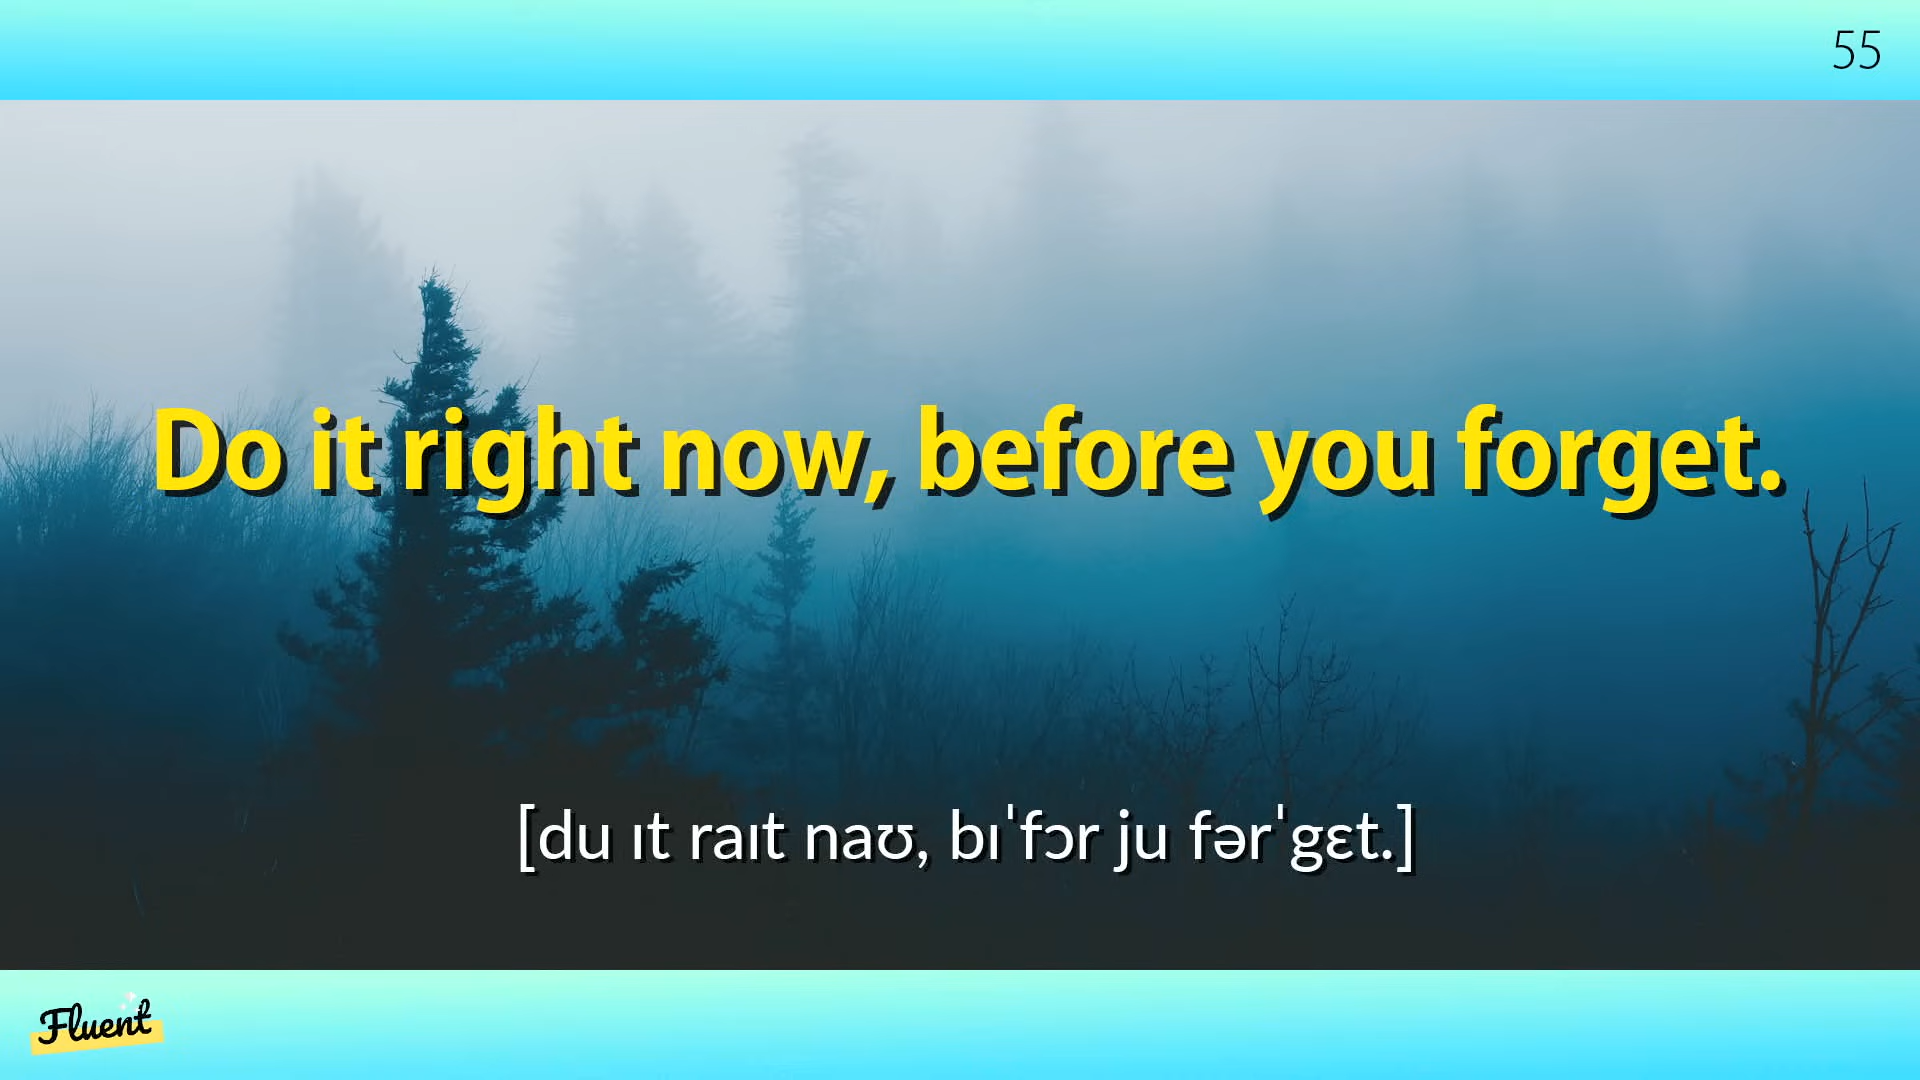 55
Do it right now, before you forget.
[du ɪt raɪt naʊ, bɪˈfɔr ju fərˈgɛt.]
Fluent